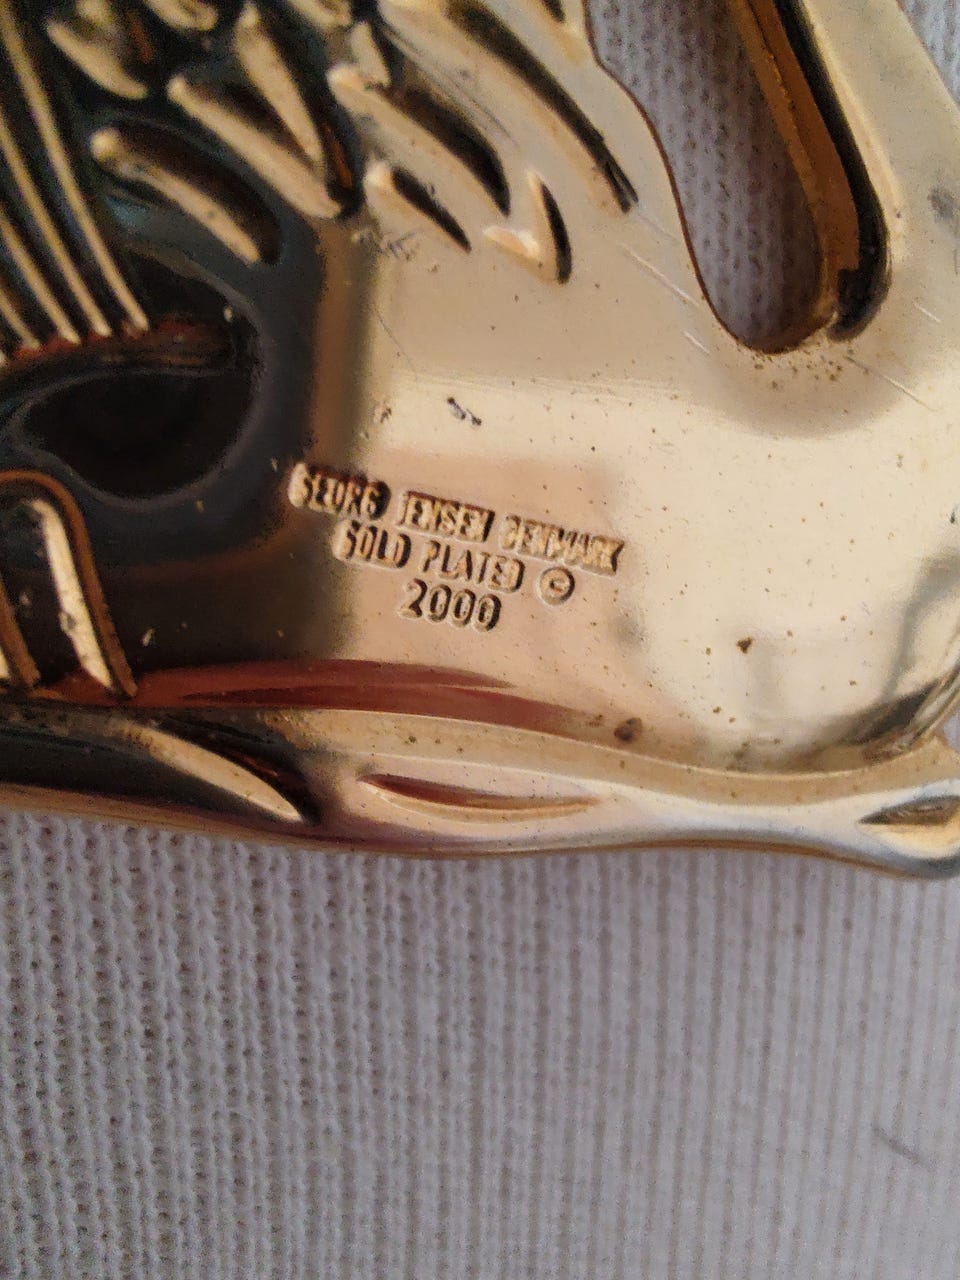 GEORG JENSEN DENMARK
GOLD PLATED ©
2000